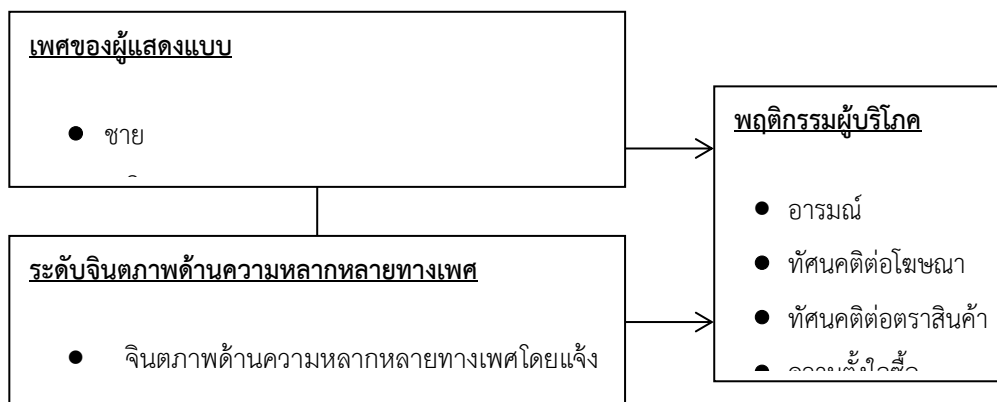 เพศของผู้แสดงแบบ
ชาย
ระดับจินตภาพด้านความหลากหลายทางเพศ
จินตภาพด้านความหลากหลายทางเพศโดยแจ้ง
พฤติกรรมผู้บริโภค
อารมณ์
ทัศนคติต่อโฆษณา
ทัศนคติต่อตราสินค้า